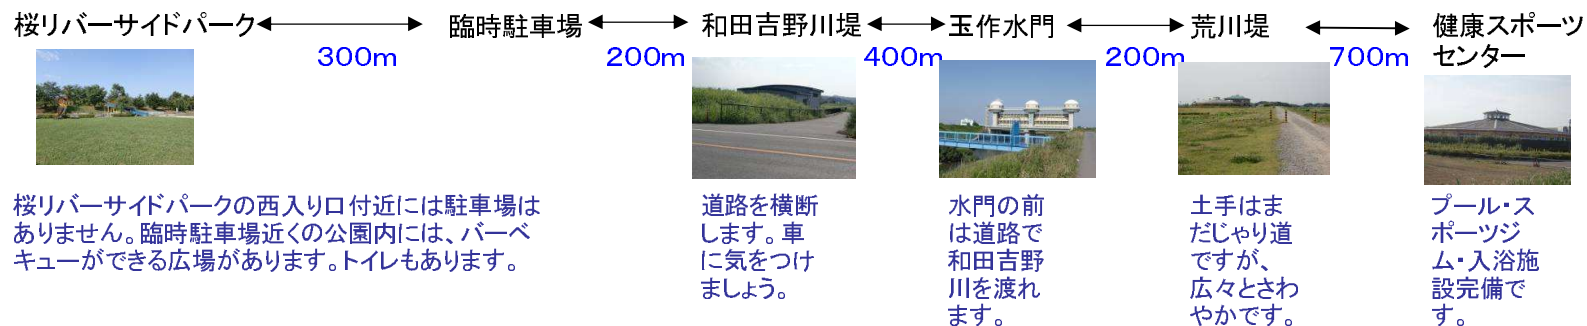 桜リバーサイドパーク
臨時駐車場
和田吉野川堤
玉作水門
荒川堤
健康スポーツ
センター
300m
200m
400m
200m
700m
桜リバーサイドパークの西入り口付近には駐車場は
ありません。臨時駐車場近くの公園内には、バーベ
キューができる広場があります。トイレもあります。
道路を横断
します。車
に気をつけ
ましょう。
水門の前
は道路で
和田吉野
川を渡れ
ます。
土手はま
だじゃり道
ですが、
広々とさわ
やかです。
プール・ス
ポーツジ
ム・入浴施
設完備で
す。